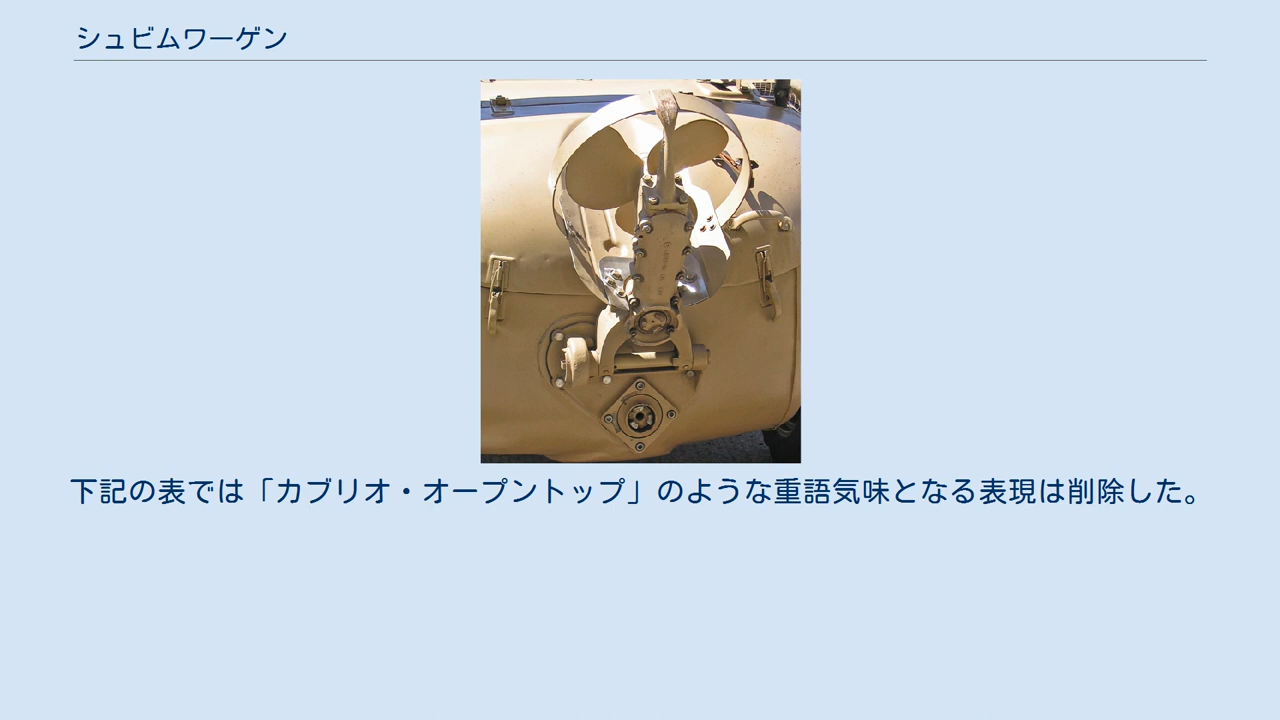 シュビムワーゲン
下記の表では「カブリオ・オープントップ」のような重語気味となる表現は削除した。